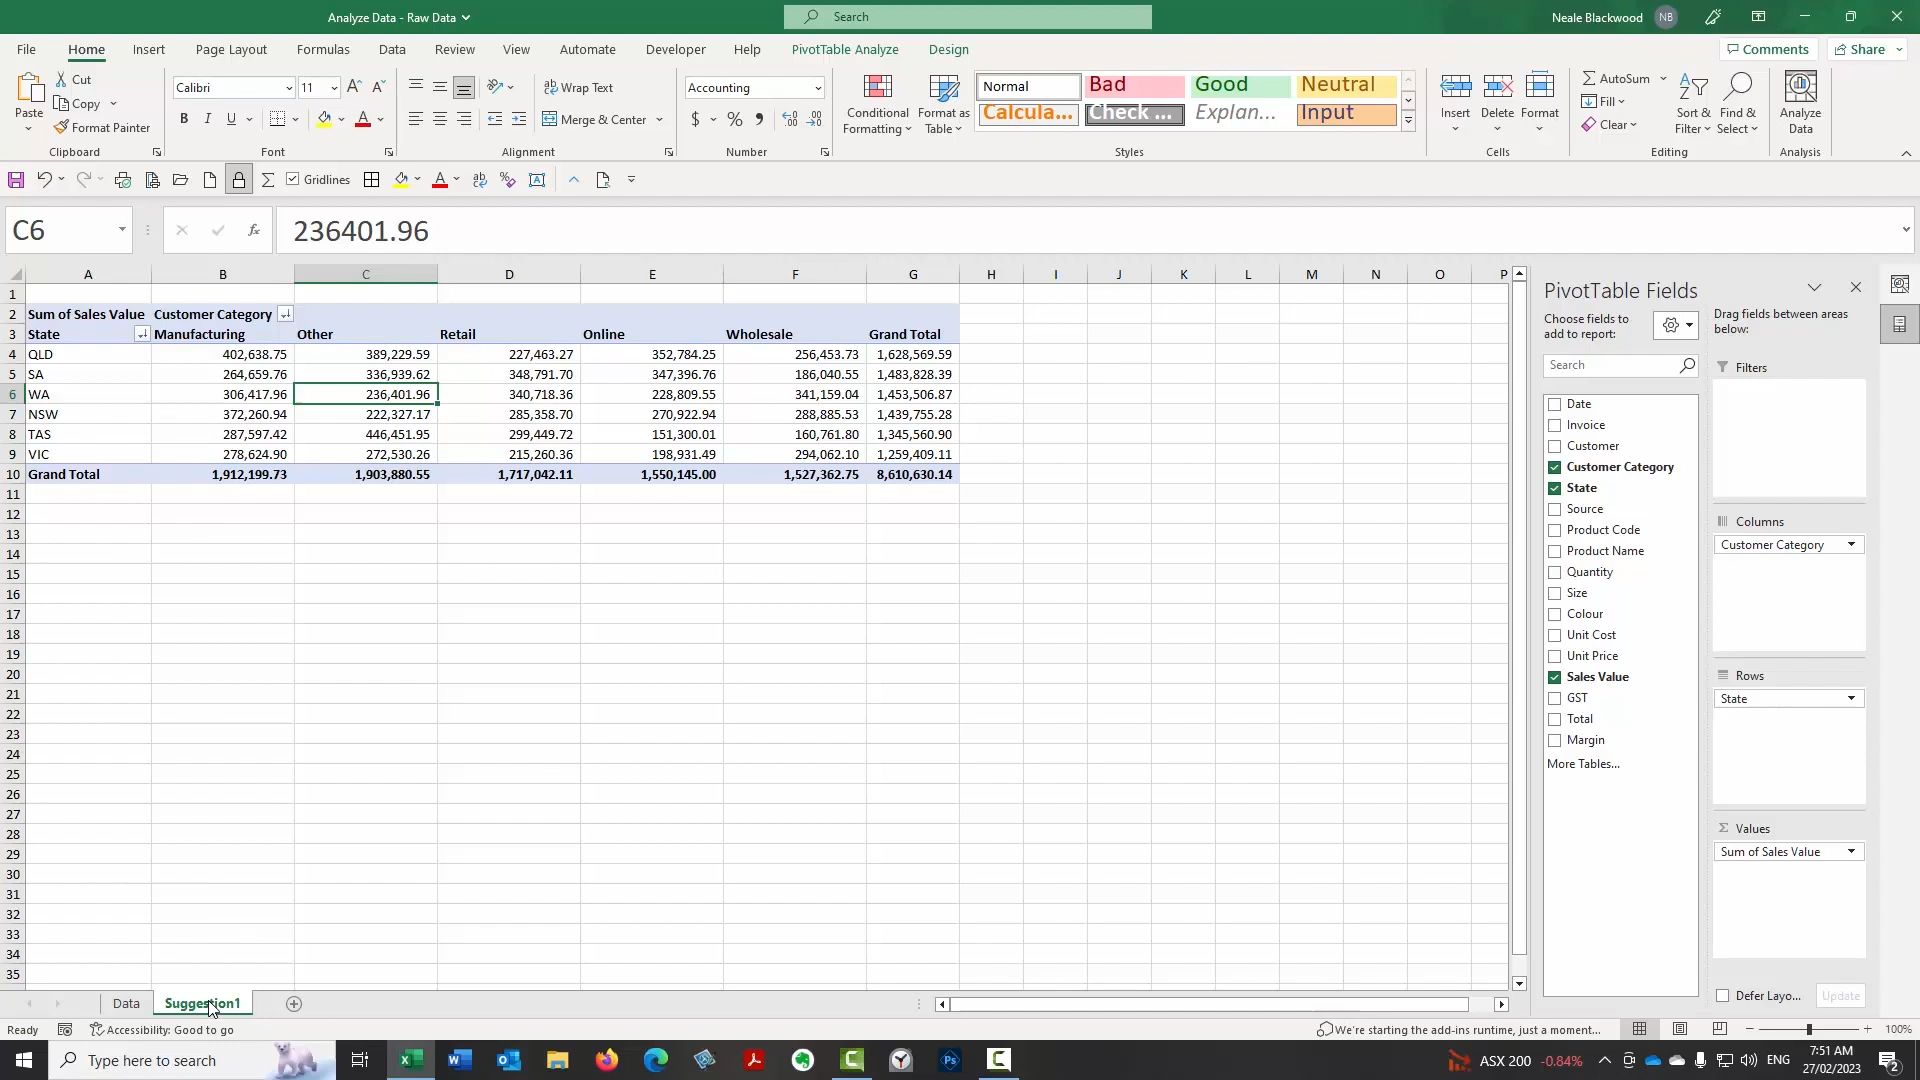 Analyze Data - Raw Data
Search
Neale Blackwood
NB
File Home Insert Page Layout Formulas Data Review View Automate Developer Help PivotTable Analyze Design
Comments
Share
Paste
Cut
Copy
Format Painter
Clipboard
Calibri
11
B I U
Font
Wrap Text
Merge & Center
Alignment
Accounting
$ % 9
Number
Conditional
Formatting
Format as
Table
Normal Bad Good Neutral
Calcula... Check ... Explan... Input
Styles
Insert Delete Format
Cells
AutoSum
Fill
Clear
Sort &
Filter
Find &
Select
Editing
Analyze
Data
Analysis
Gridlines
C6
fx
236401.96
A B C D E F G H I J K L M N O P
1
2 Sum of Sales Value Customer Category
3 State Manufacturing Other Retail Online Wholesale Grand Total
4 QLD 402,638.75 389,229.59 227,463.27 352,784.25 256,453.73 1,628,569.59
5 SA 264,659.76 336,939.62 348,791.70 347,396.76 186,040.55 1,483,828.39
6 WA 306,417.96 236,401.96 340,718.36 228,809.55 341,159.04 1,453,506.87
7 NSW 372,260.94 222,327.17 285,358.70 270,922.94 288,885.53 1,439,755.28
8 TAS 287,597.42 446,451.95 299,449.72 151,300.01 160,761.80 1,345,560.90
9 VIC 278,624.90 272,530.26 215,260.36 198,931.49 294,062.10 1,259,409.11
10 Grand Total 1,912,199.73 1,903,880.55 1,717,042.11 1,550,145.00 1,527,362.75 8,610,630.14
11
12
13
14
15
16
17
18
19
20
21
22
23
24
25
26
27
28
29
30
31
32
33
34
35
PivotTable Fields
Choose fields to
add to report:
Search
Date
Invoice
Customer
Customer Category
State
Source
Product Code
Product Name
Quantity
Size
Colour
Unit Cost
Unit Price
Sales Value
GST
Total
Margin
More Tables...
Drag fields between areas
below:
Filters
Columns
Customer Category
Rows
State
Σ Values
Sum of Sales Value
Defer Layo...
Update
Data
Suggestion1
Ready
Accessibility: Good to go
We're starting the add-ins runtime, just a moment...
100%
Type here to search
ASX 200 -0.84%
ENG
7:51 AM
27/02/2023
2